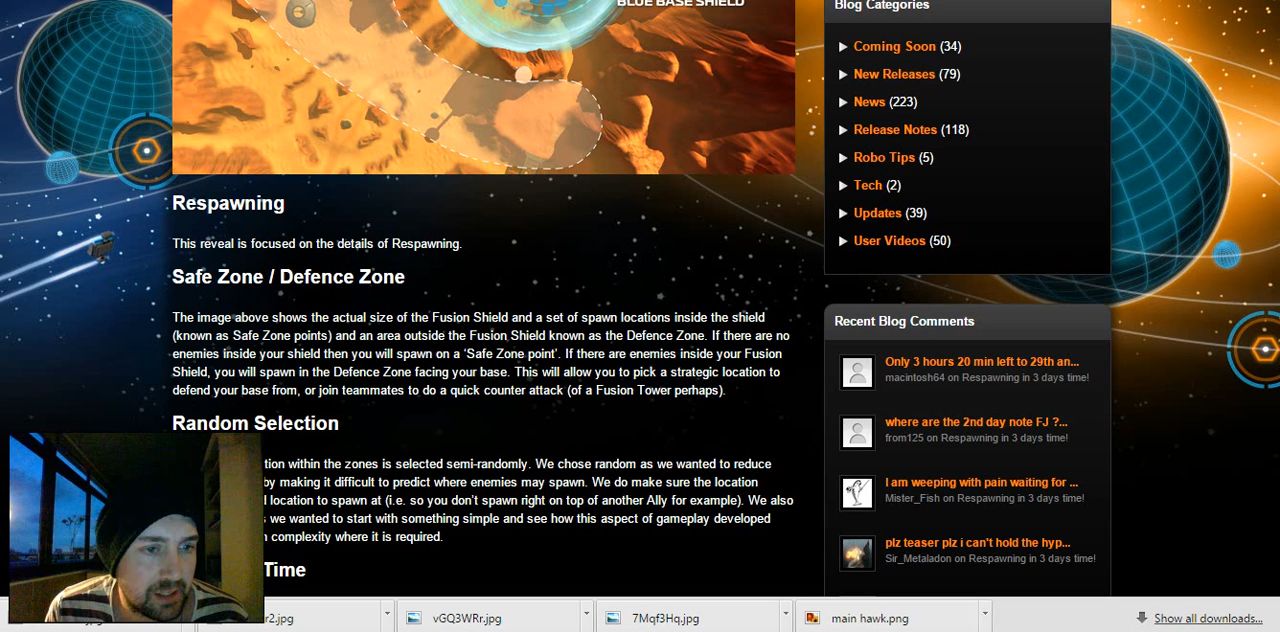 BLUE BASE SHIELD
Respawning
This reveal is focused on the details of Respawning.
Safe Zone / Defence Zone
The image above shows the actual size of the Fusion Shield and a set of spawn locations inside the shield
(known as Safe Zone points) and an area outside the Fusion Shield known as the Defence Zone. If there are no
enemies inside your shield then you will spawn on a 'Safe Zone point'. If there are enemies inside your Fusion
Shield, you will spawn in the Defence Zone facing your base. This will allow you to pick a strategic location to
defend your base from, or join teammates to do a quick counter attack (of a Fusion Tower perhaps).
Random Selection
tion within the zones is selected semi-randomly. We chose random as we wanted to reduce
by making it difficult to predict where enemies may spawn. We do make sure the location
l location to spawn at (i.e. so you don't spawn right on top of another Ally for example). We also
s we wanted to start with something simple and see how this aspect of gameplay developed
n complexity where it is required.
Time
Blog Categories
Coming Soon (34)
New Releases (79)
News (223)
Release Notes (118)
Robo Tips (5)
Tech (2)
Updates (39)
User Videos (50)
Recent Blog Comments
Only 3 hours 20 min left to 29th an...
macintosh64 on Respawning in 3 days time!
where are the 2nd day note FJ ?...
from125 on Respawning in 3 days time!
I am weeping with pain waiting for ...
Mister_Fish on Respawning in 3 days time!
plz teaser plz i can't hold the hyp...
Sir_Metaladon on Respawning in 3 days time!
r2.jpg
vGQ3WRr.jpg
7Mqf3Hq.jpg
main hawk.png
Show all downloads...